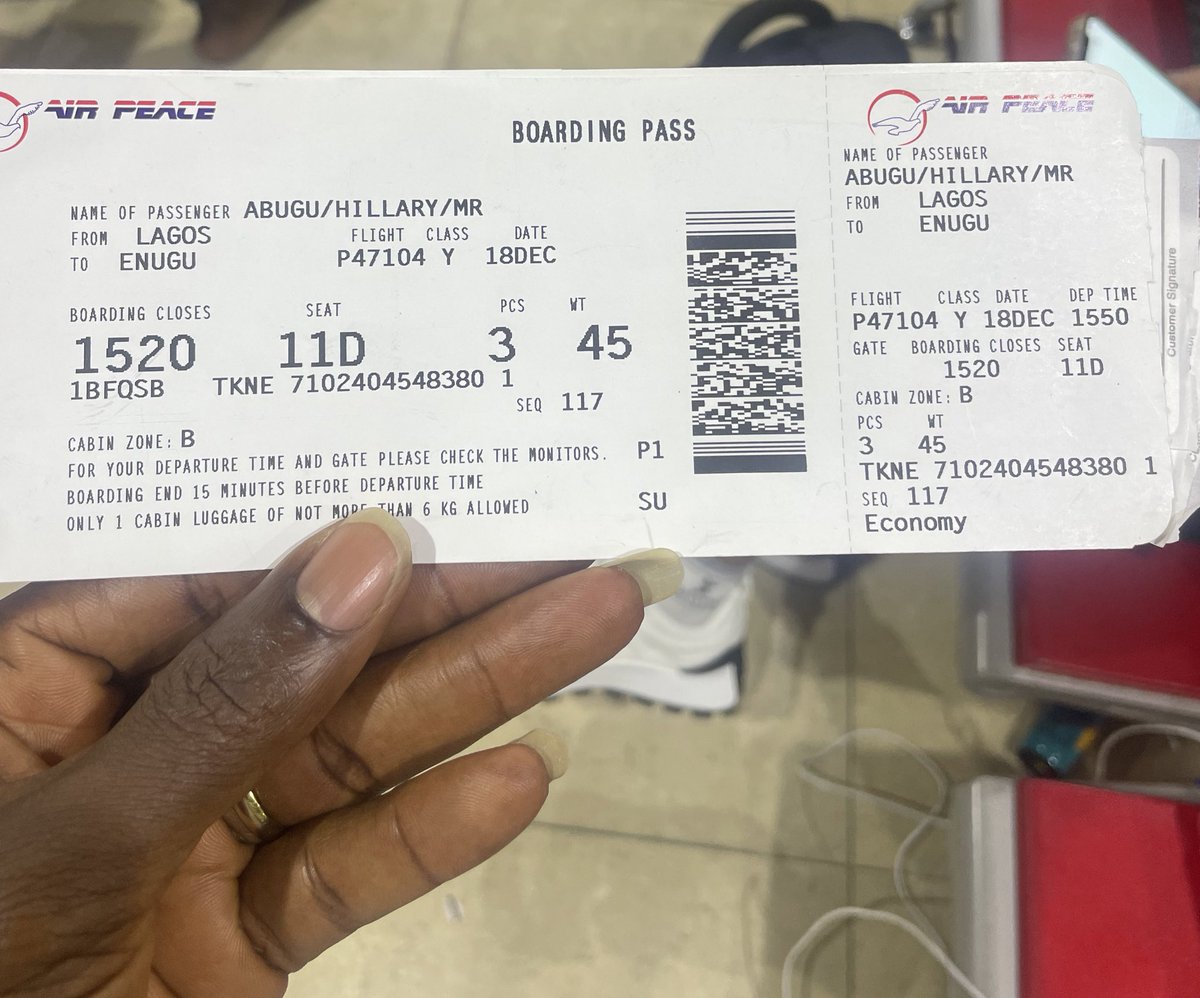 AIR PEACE
BOARDING PASS
NAME OF PASSENGER ABUGU/HILLARY/MR
FROM LAGOS
TO ENUGU
FLIGHT CLASS DATE
P47104 Y 18DEC
BOARDING CLOSES SEAT PCS WT
1520 11D 3 45
1BFQSB TKNE 7102404548380 1
SEQ 117
CABIN ZONE: B
FOR YOUR DEPARTURE TIME AND GATE PLEASE CHECK THE MONITORS.
BOARDING END 15 MINUTES BEFORE DEPARTURE TIME
ONLY 1 CABIN LUGGAGE OF NOT MORE THAN 6 KG ALLOWED
P1
SU
AIR PEACE
NAME OF PASSENGER
ABUGU/HILLARY/MR
FROM LAGOS
TO ENUGU
FLIGHT CLASS DATE DEP TIME
P47104 Y 18DEC 1550
GATE BOARDING CLOSES SEAT
1520 11D
CABIN ZONE: B
PCS WT
3 45
TKNE 7102404548380 1
SEQ 117
Economy
Customer Signature